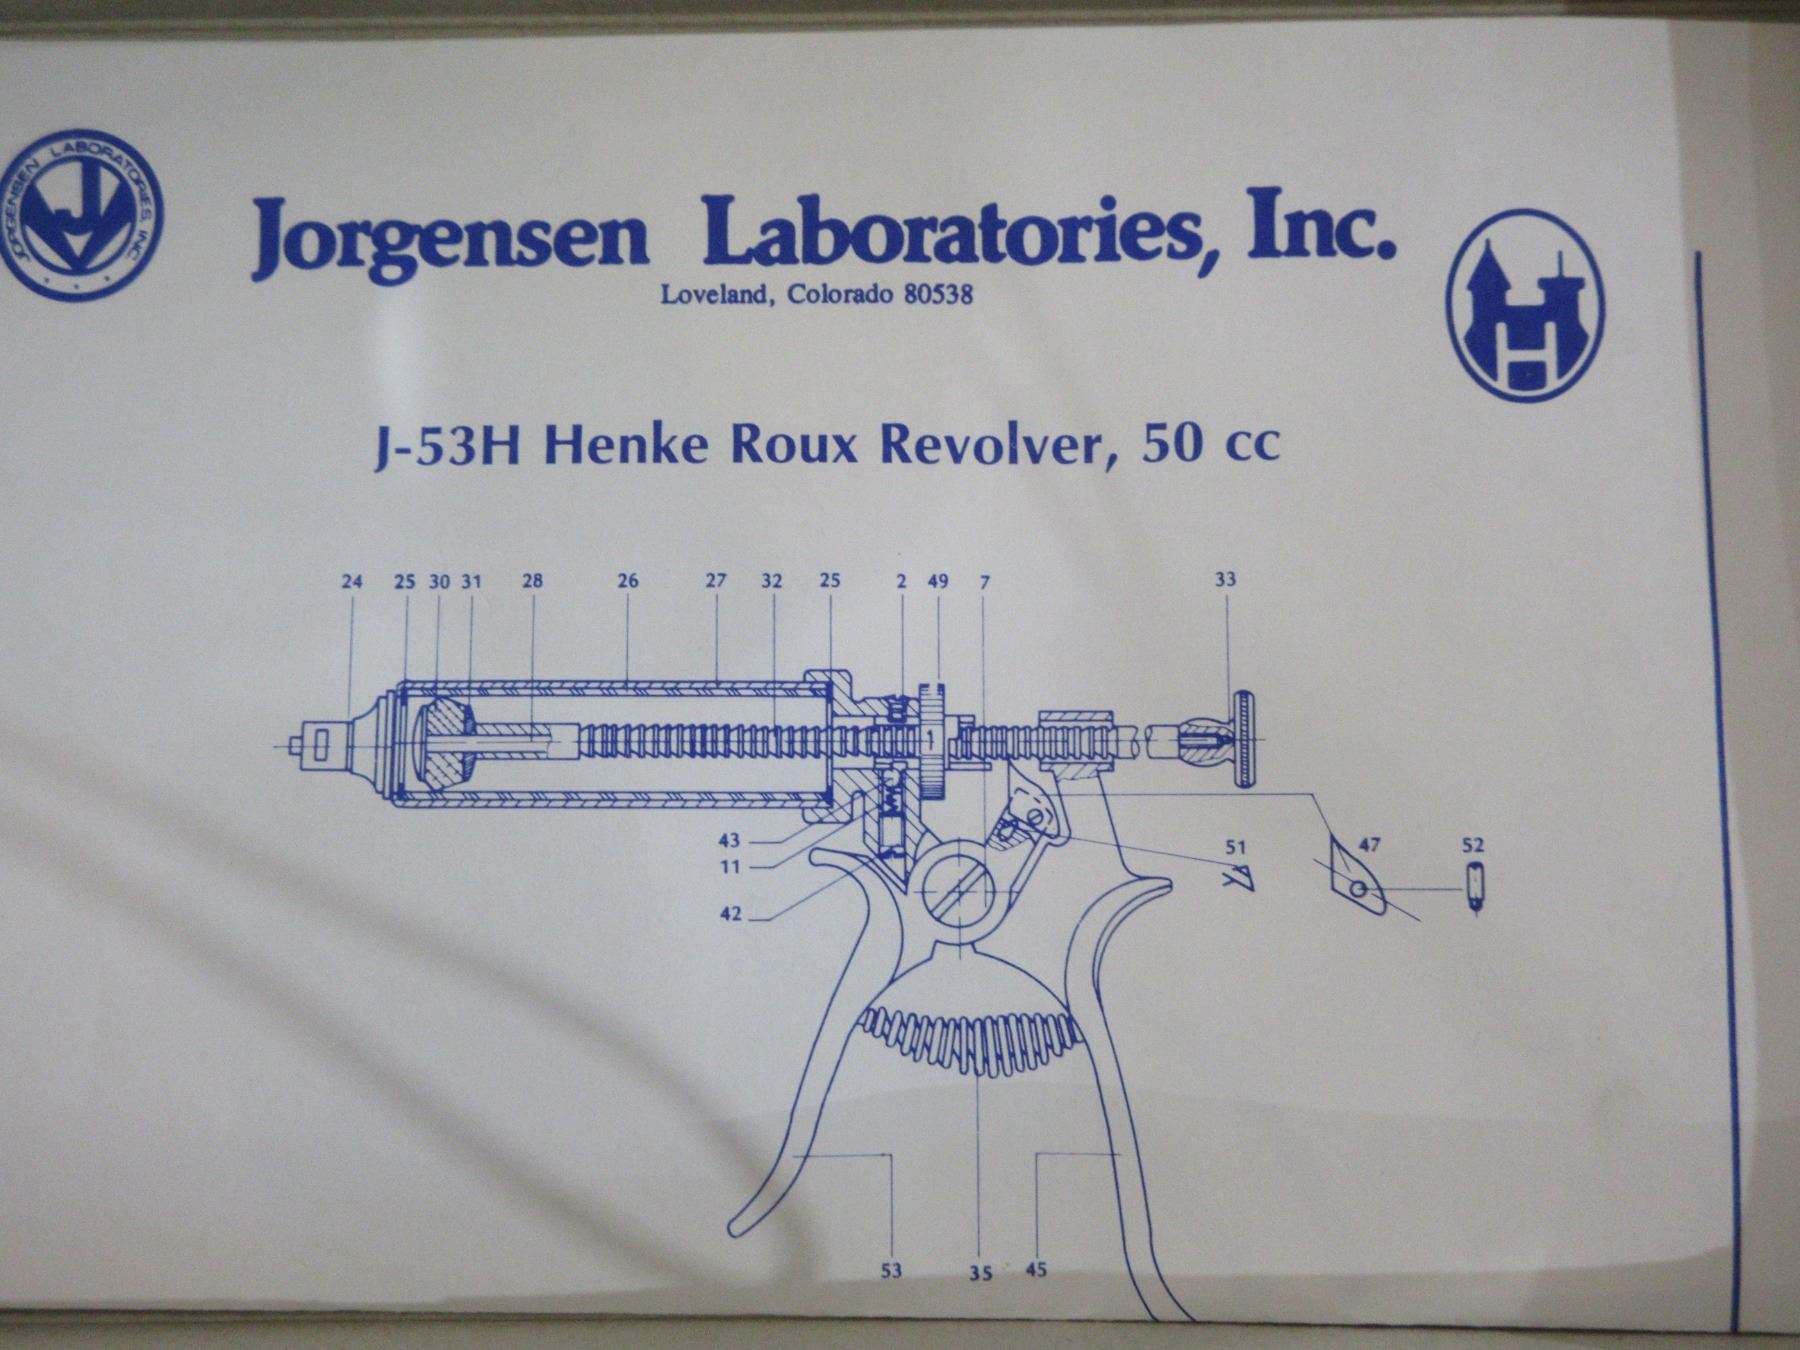 JORGENSEN LABORATORIES, INC.
J
Jorgensen Laboratories, Inc.
Loveland, Colorado 80538
H
J-53H Henke Roux Revolver, 50 cc
24 25 30 31 28 26 27 32 25 2 49 7 33
1
43
11
42
51 47 52
53 35 45